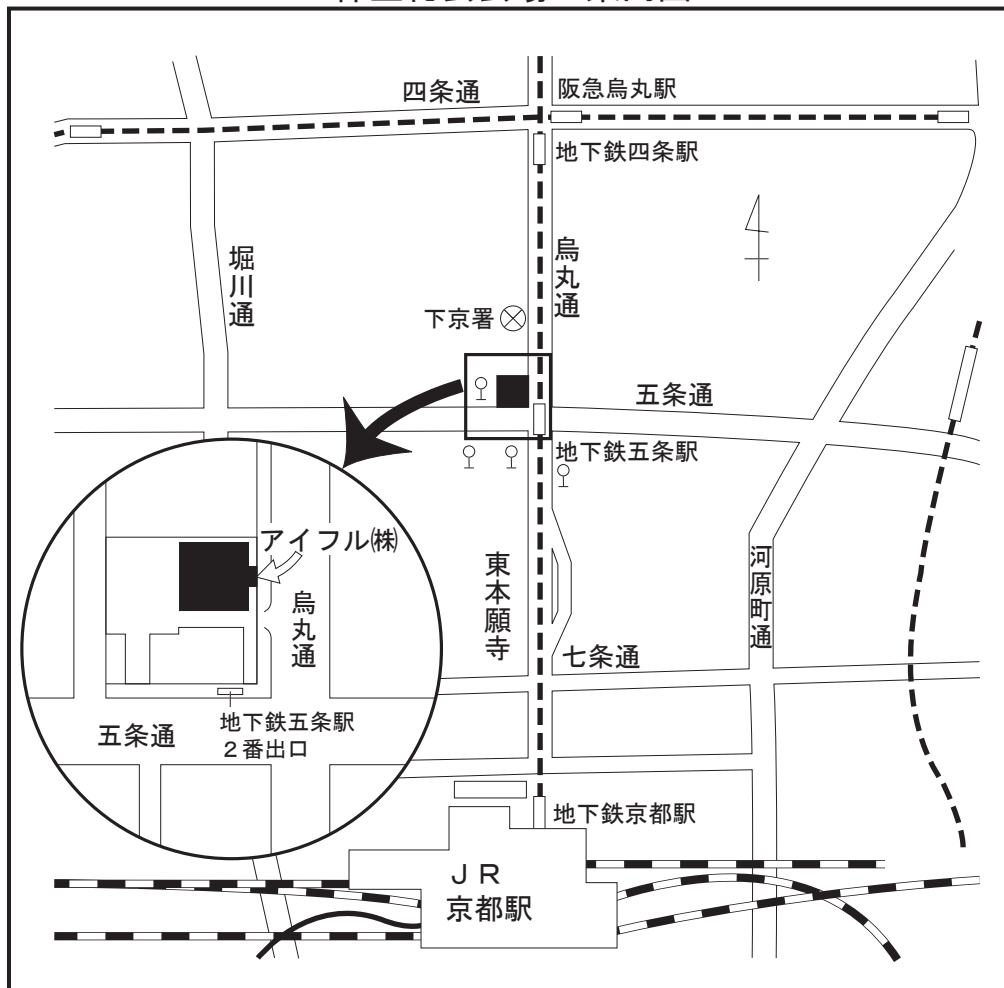 四条通
阪急烏丸駅
地下鉄四条駅
堀川通
烏丸通
下京署
五条通
地下鉄五条駅
アイフル㈱
烏丸通
東本願寺
河原町通
七条通
五条通
地下鉄五条駅
２番出口
地下鉄京都駅
ＪＲ
京都駅